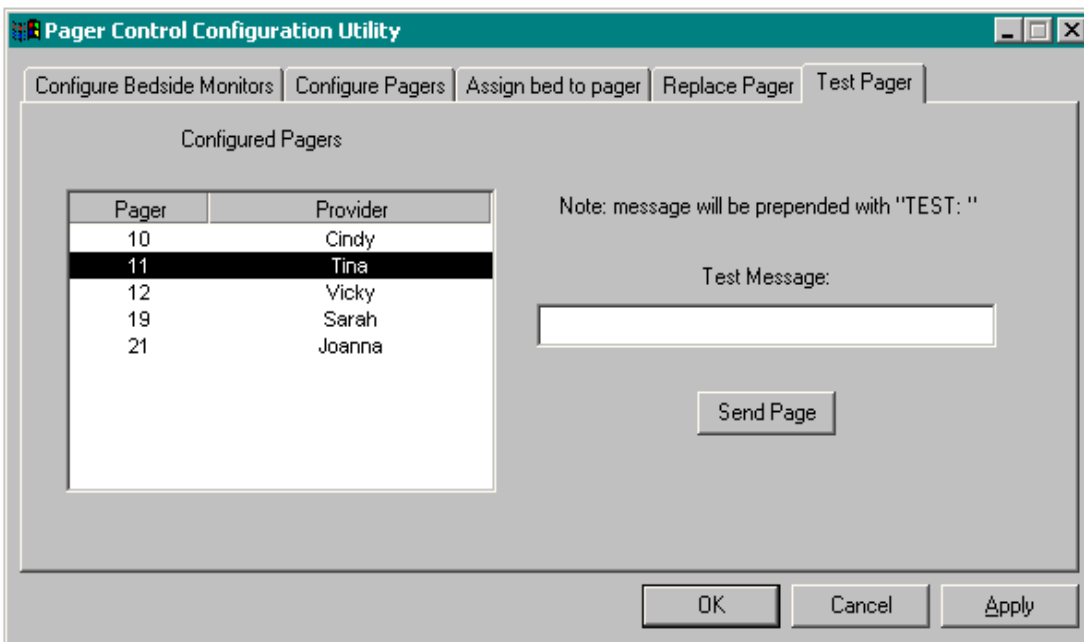 Pager Control Configuration Utility
Configure Bedside Monitors Configure Pagers Assign bed to pager Replace Pager Test Pager
Configured Pagers
Pager Provider
10 Cindy
11 Tina
12 Vicky
19 Sarah
21 Joanna
Note: message will be prepended with "TEST: "
Test Message:
Send Page
OK Cancel Apply